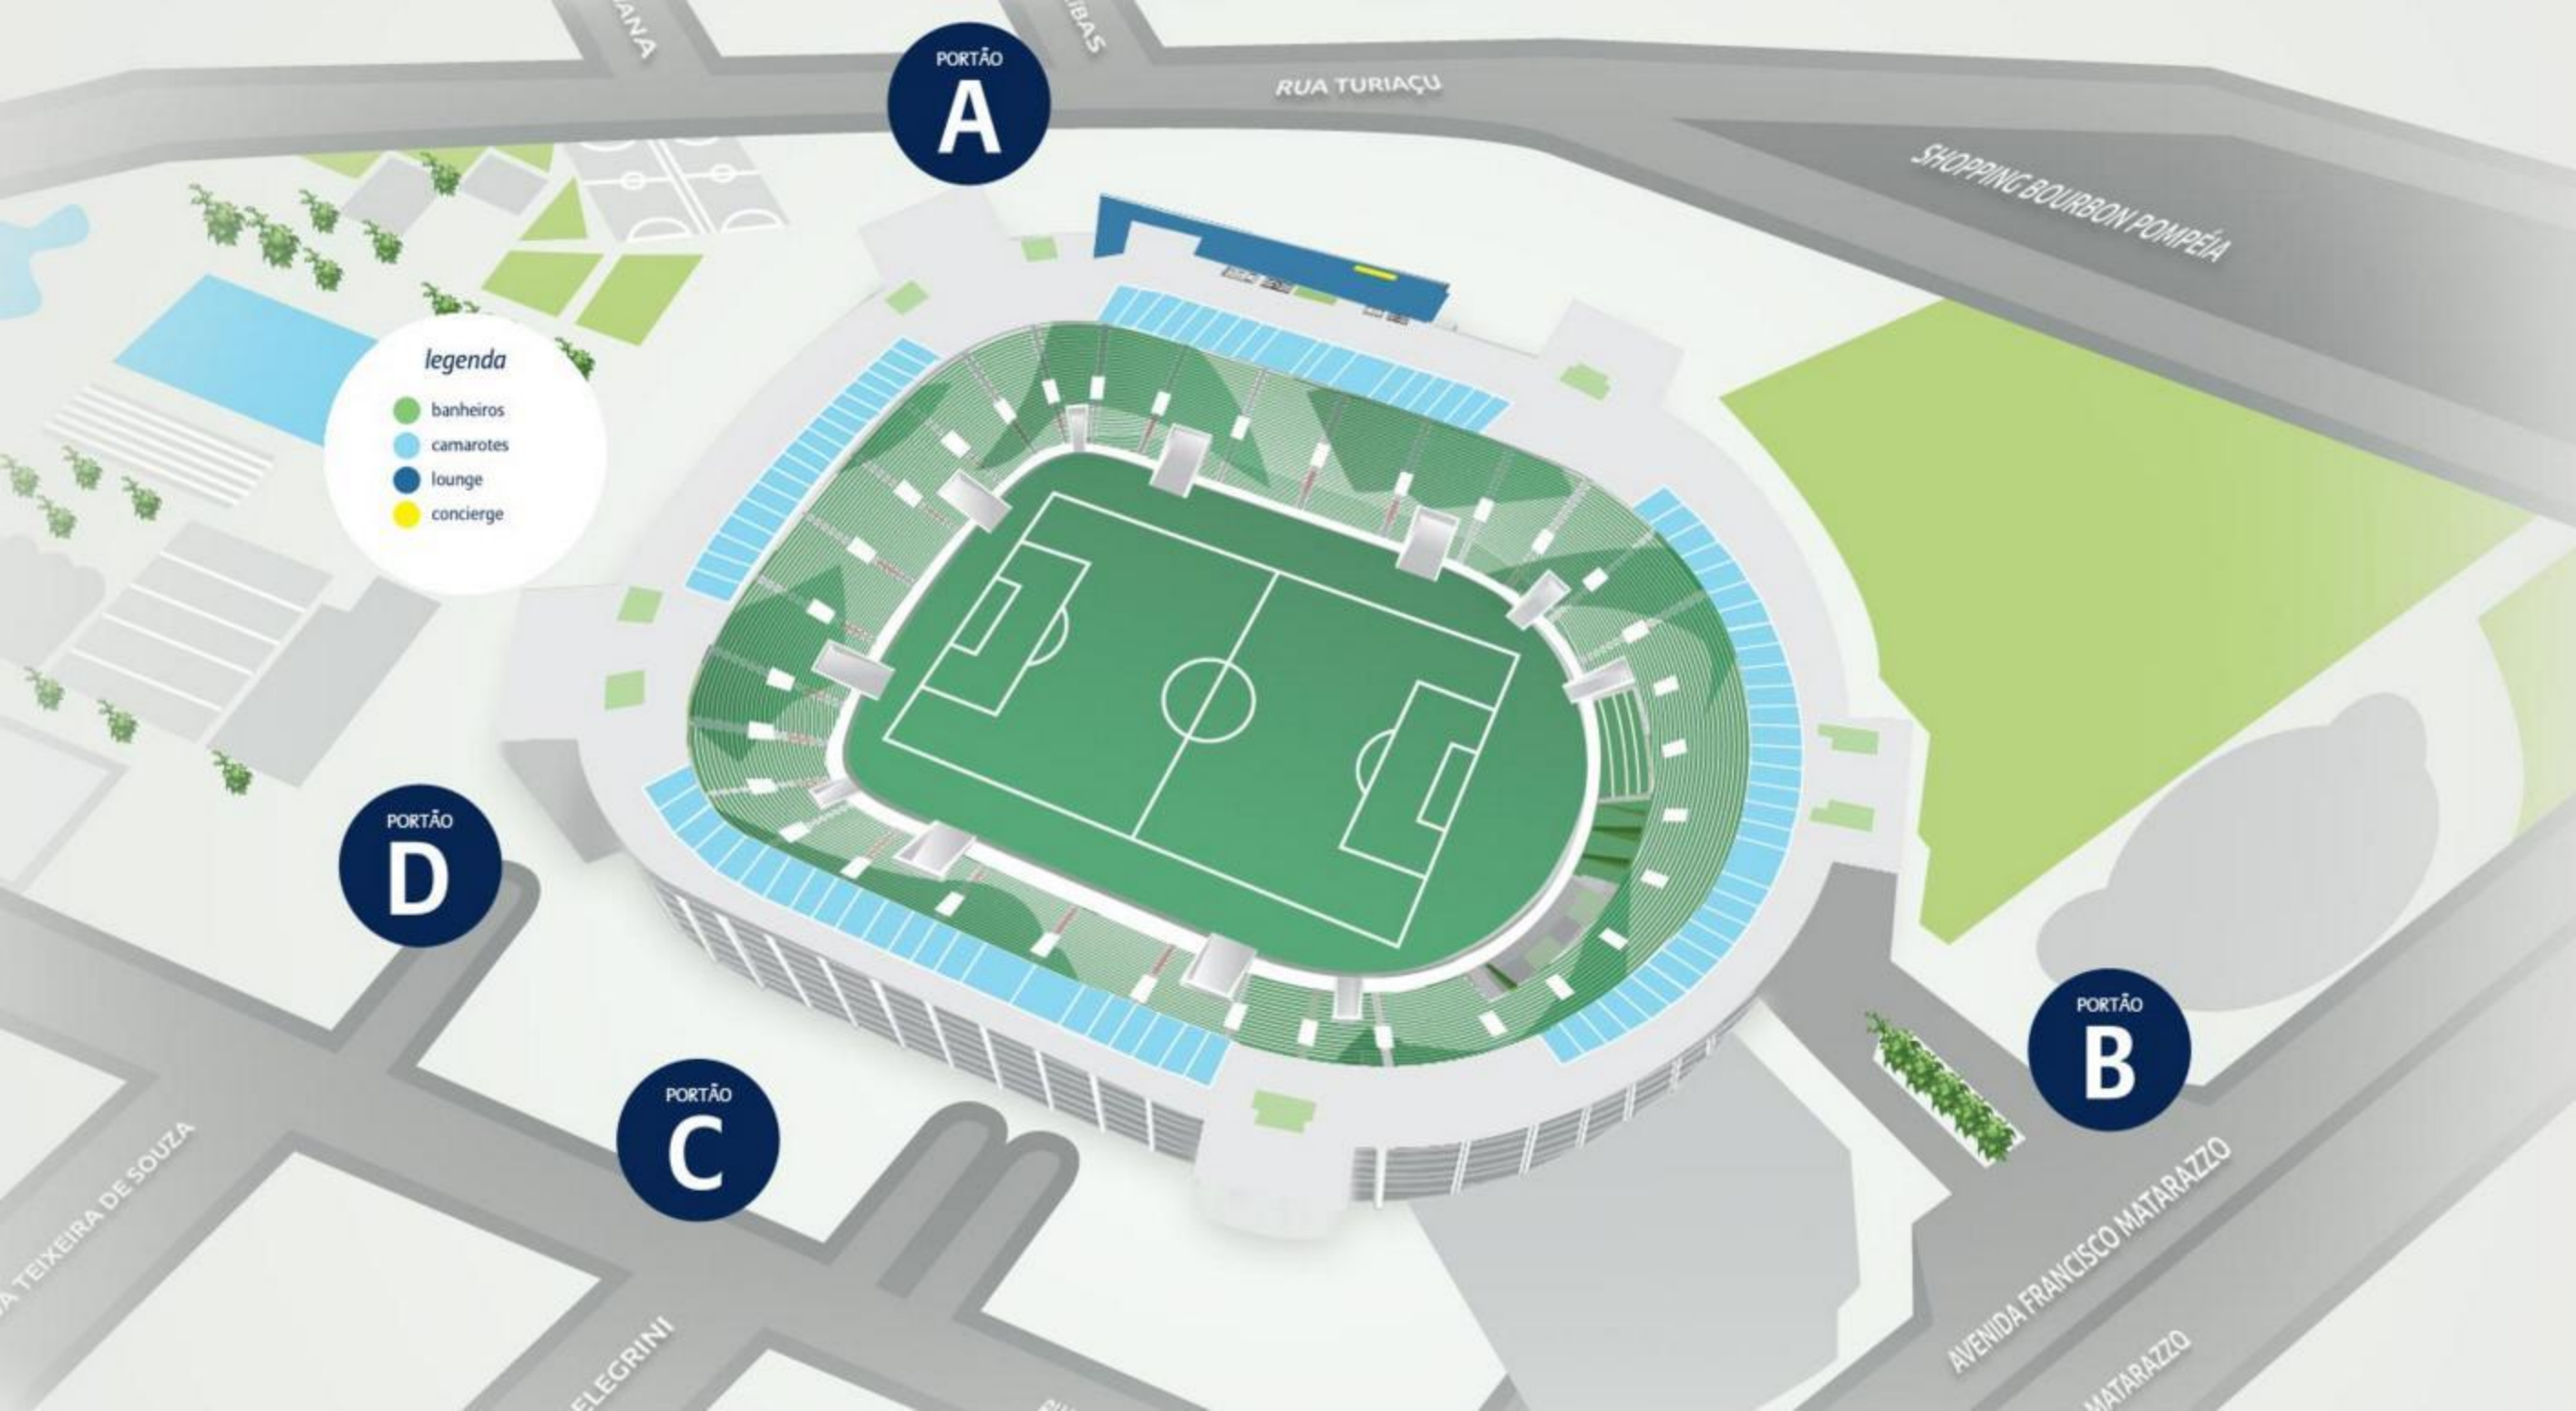 PORTÃO
A
RUA TURIAÇU
SHOPPING BOURBON POMPÉIA
legenda
banheiros
camarotes
lounge
concierge
PORTÃO
D
PORTÃO
B
PORTÃO
C
TEIXEIRA DE SOUZA
ELEGRINI
AVENIDA FRANCISCO MATARAZZO
MATARAZZO